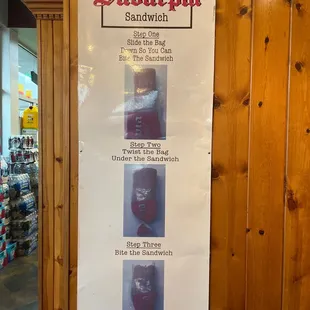 Sandwich
Step One
Slide the Bag
Down So You Can
Bite The Sandwich
Step Two
Twist the Bag
Under the Sandwich
Step Three
Bite the Sandwich